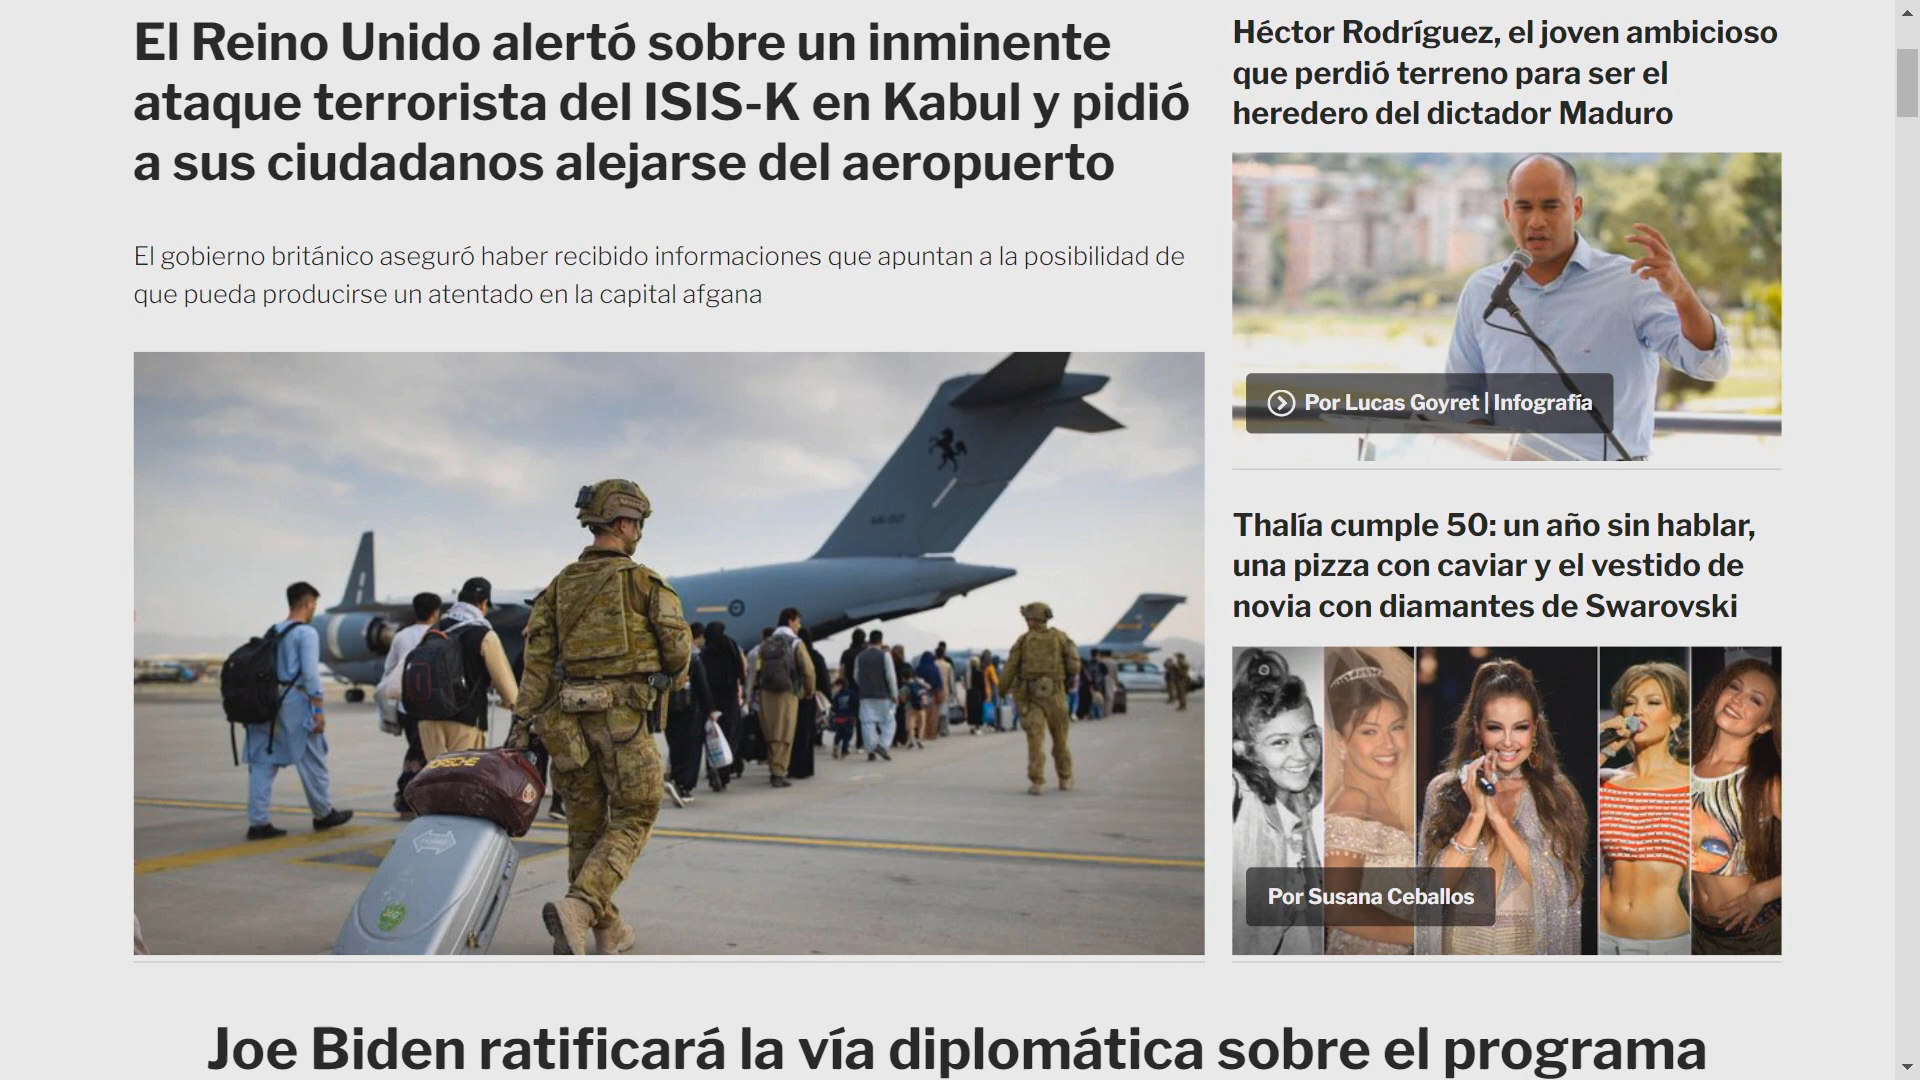 El Reino Unido alertó sobre un inminente
ataque terrorista del ISIS-K en Kabul y pidió
a sus ciudadanos alejarse del aeropuerto
El gobierno británico aseguró haber recibido informaciones que apuntan a la posibilidad de
que pueda producirse un atentado en la capital afgana
PORSCHE
360°
Héctor Rodríguez, el joven ambicioso
que perdió terreno para ser el
heredero del dictador Maduro
Por Lucas Goyret | Infografía
Thalía cumple 50: un año sin hablar,
una pizza con caviar y el vestido de
novia con diamantes de Swarovski
Por Susana Ceballos
Joe Biden ratificará la vía diplomática sobre el programa